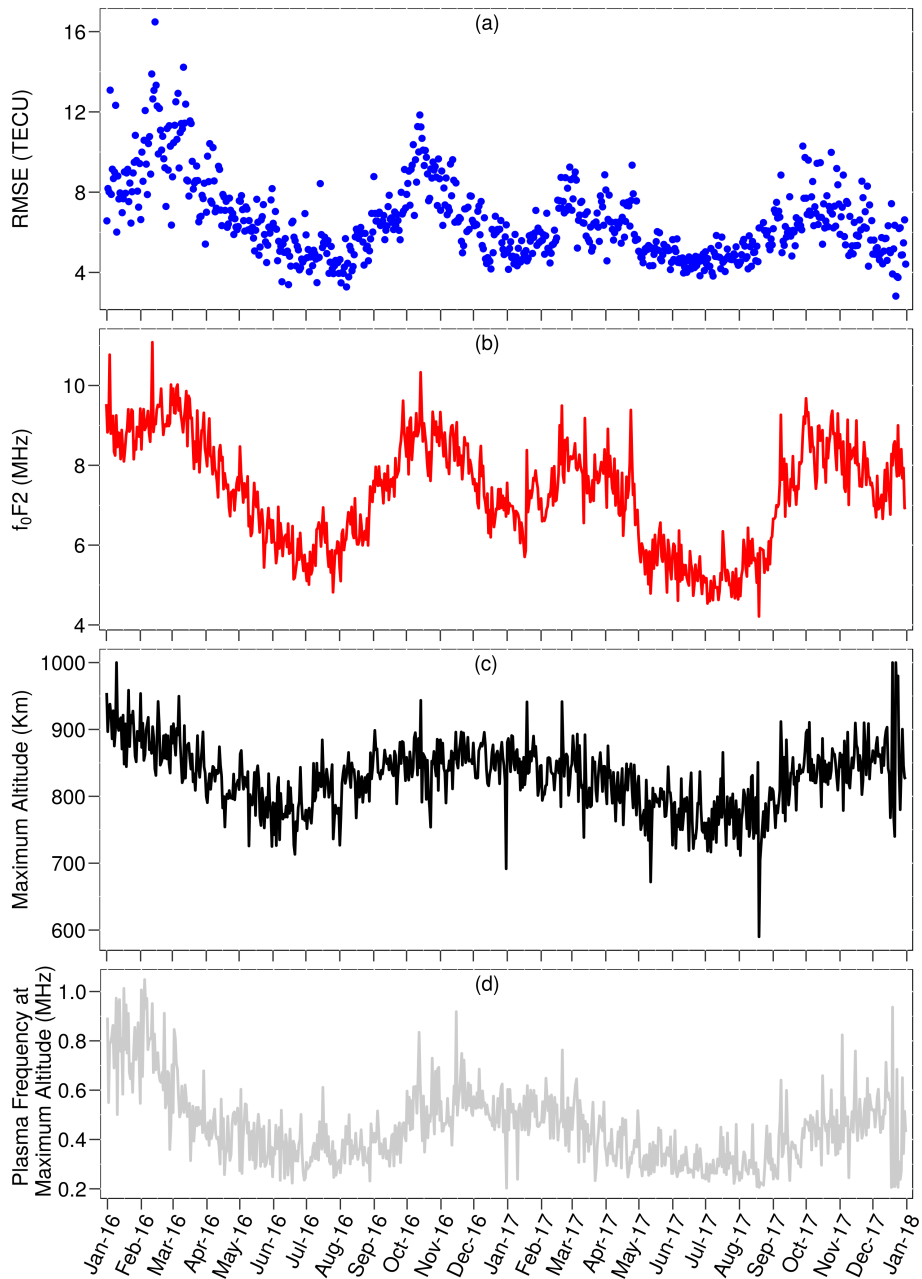 (a)
RMSE (TECU)
16
12
8
4
(b)
f₀F2 (MHz)
10
8
6
4
(c)
Maximum Altitude (Km)
1000
900
800
700
600
(d)
Plasma Frequency at
Maximum Altitude (MHz)
1.0
0.8
0.6
0.4
0.2
Jan-16
Feb-16
Mar-16
Apr-16
May-16
Jun-16
Jul-16
Aug-16
Sep-16
Oct-16
Nov-16
Dec-16
Jan-17
Feb-17
Mar-17
Apr-17
May-17
Jun-17
Jul-17
Aug-17
Sep-17
Oct-17
Nov-17
Dec-17
Jan-18